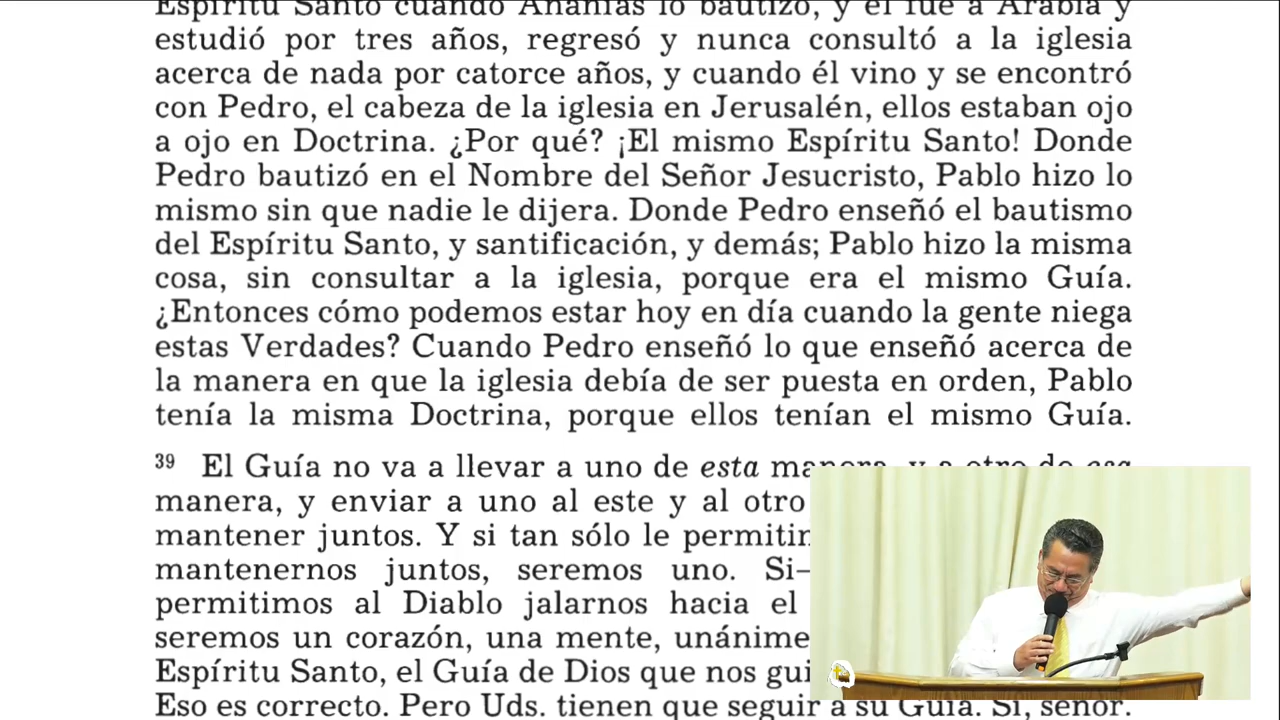 Espíritu Santo cuando Ananías lo bautizó, y él fue a Arabia y
estudió por tres años, regresó y nunca consultó a la iglesia
acerca de nada por catorce años, y cuando él vino y se encontró
con Pedro, el cabeza de la iglesia en Jerusalén, ellos estaban ojo
a ojo en Doctrina. ¿Por qué? ¡El mismo Espíritu Santo! Donde
Pedro bautizó en el Nombre del Señor Jesucristo, Pablo hizo lo
mismo sin que nadie le dijera. Donde Pedro enseñó el bautismo
del Espíritu Santo, y santificación, y demás; Pablo hizo la misma
cosa, sin consultar a la iglesia, porque era el mismo Guía.
¿Entonces cómo podemos estar hoy en día cuando la gente niega
estas Verdades? Cuando Pedro enseñó lo que enseñó acerca de
la manera en que la iglesia debía de ser puesta en orden, Pablo
tenía la misma Doctrina, porque ellos tenían el mismo Guía.
39 El Guía no va a llevar a uno de esta manera, y a otro de esa
manera, y enviar a uno al este y al otro
mantener juntos. Y si tan sólo le
mantenernos juntos, seremos uno. Si–
permitimos al Diablo jalarnos hacia el
seremos un corazón, una mente,
Espíritu Santo, el Guía de Dios que nos
Eso es correcto. Pero Uds. tienen que seguir a su Guía. Sí, señor.